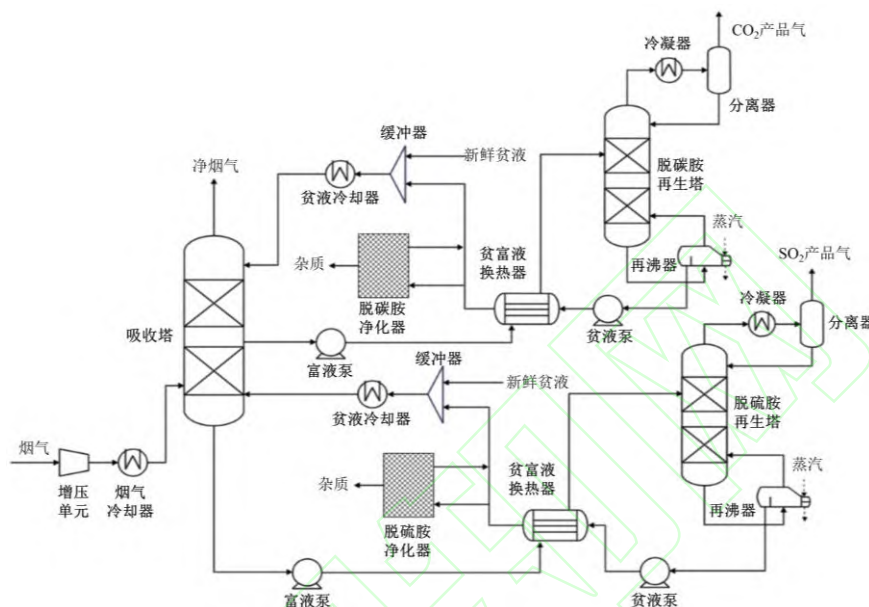 CO₂产品气
冷凝器
分离器
缓冲器
新鲜贫液
净烟气
贫液冷却器
脱碳胺
再生塔
蒸汽
杂质
贫富液
换热器
再沸器
SO₂产品气
脱碳胺
净化器
冷凝器
吸收塔
贫液泵
分离器
富液泵
缓冲器
新鲜贫液
贫液冷却器
脱硫胺
再生塔
烟气
贫富液
换热器
蒸汽
杂质
增压
单元
烟气
冷却器
再沸器
脱硫胺
净化器
富液泵
贫液泵